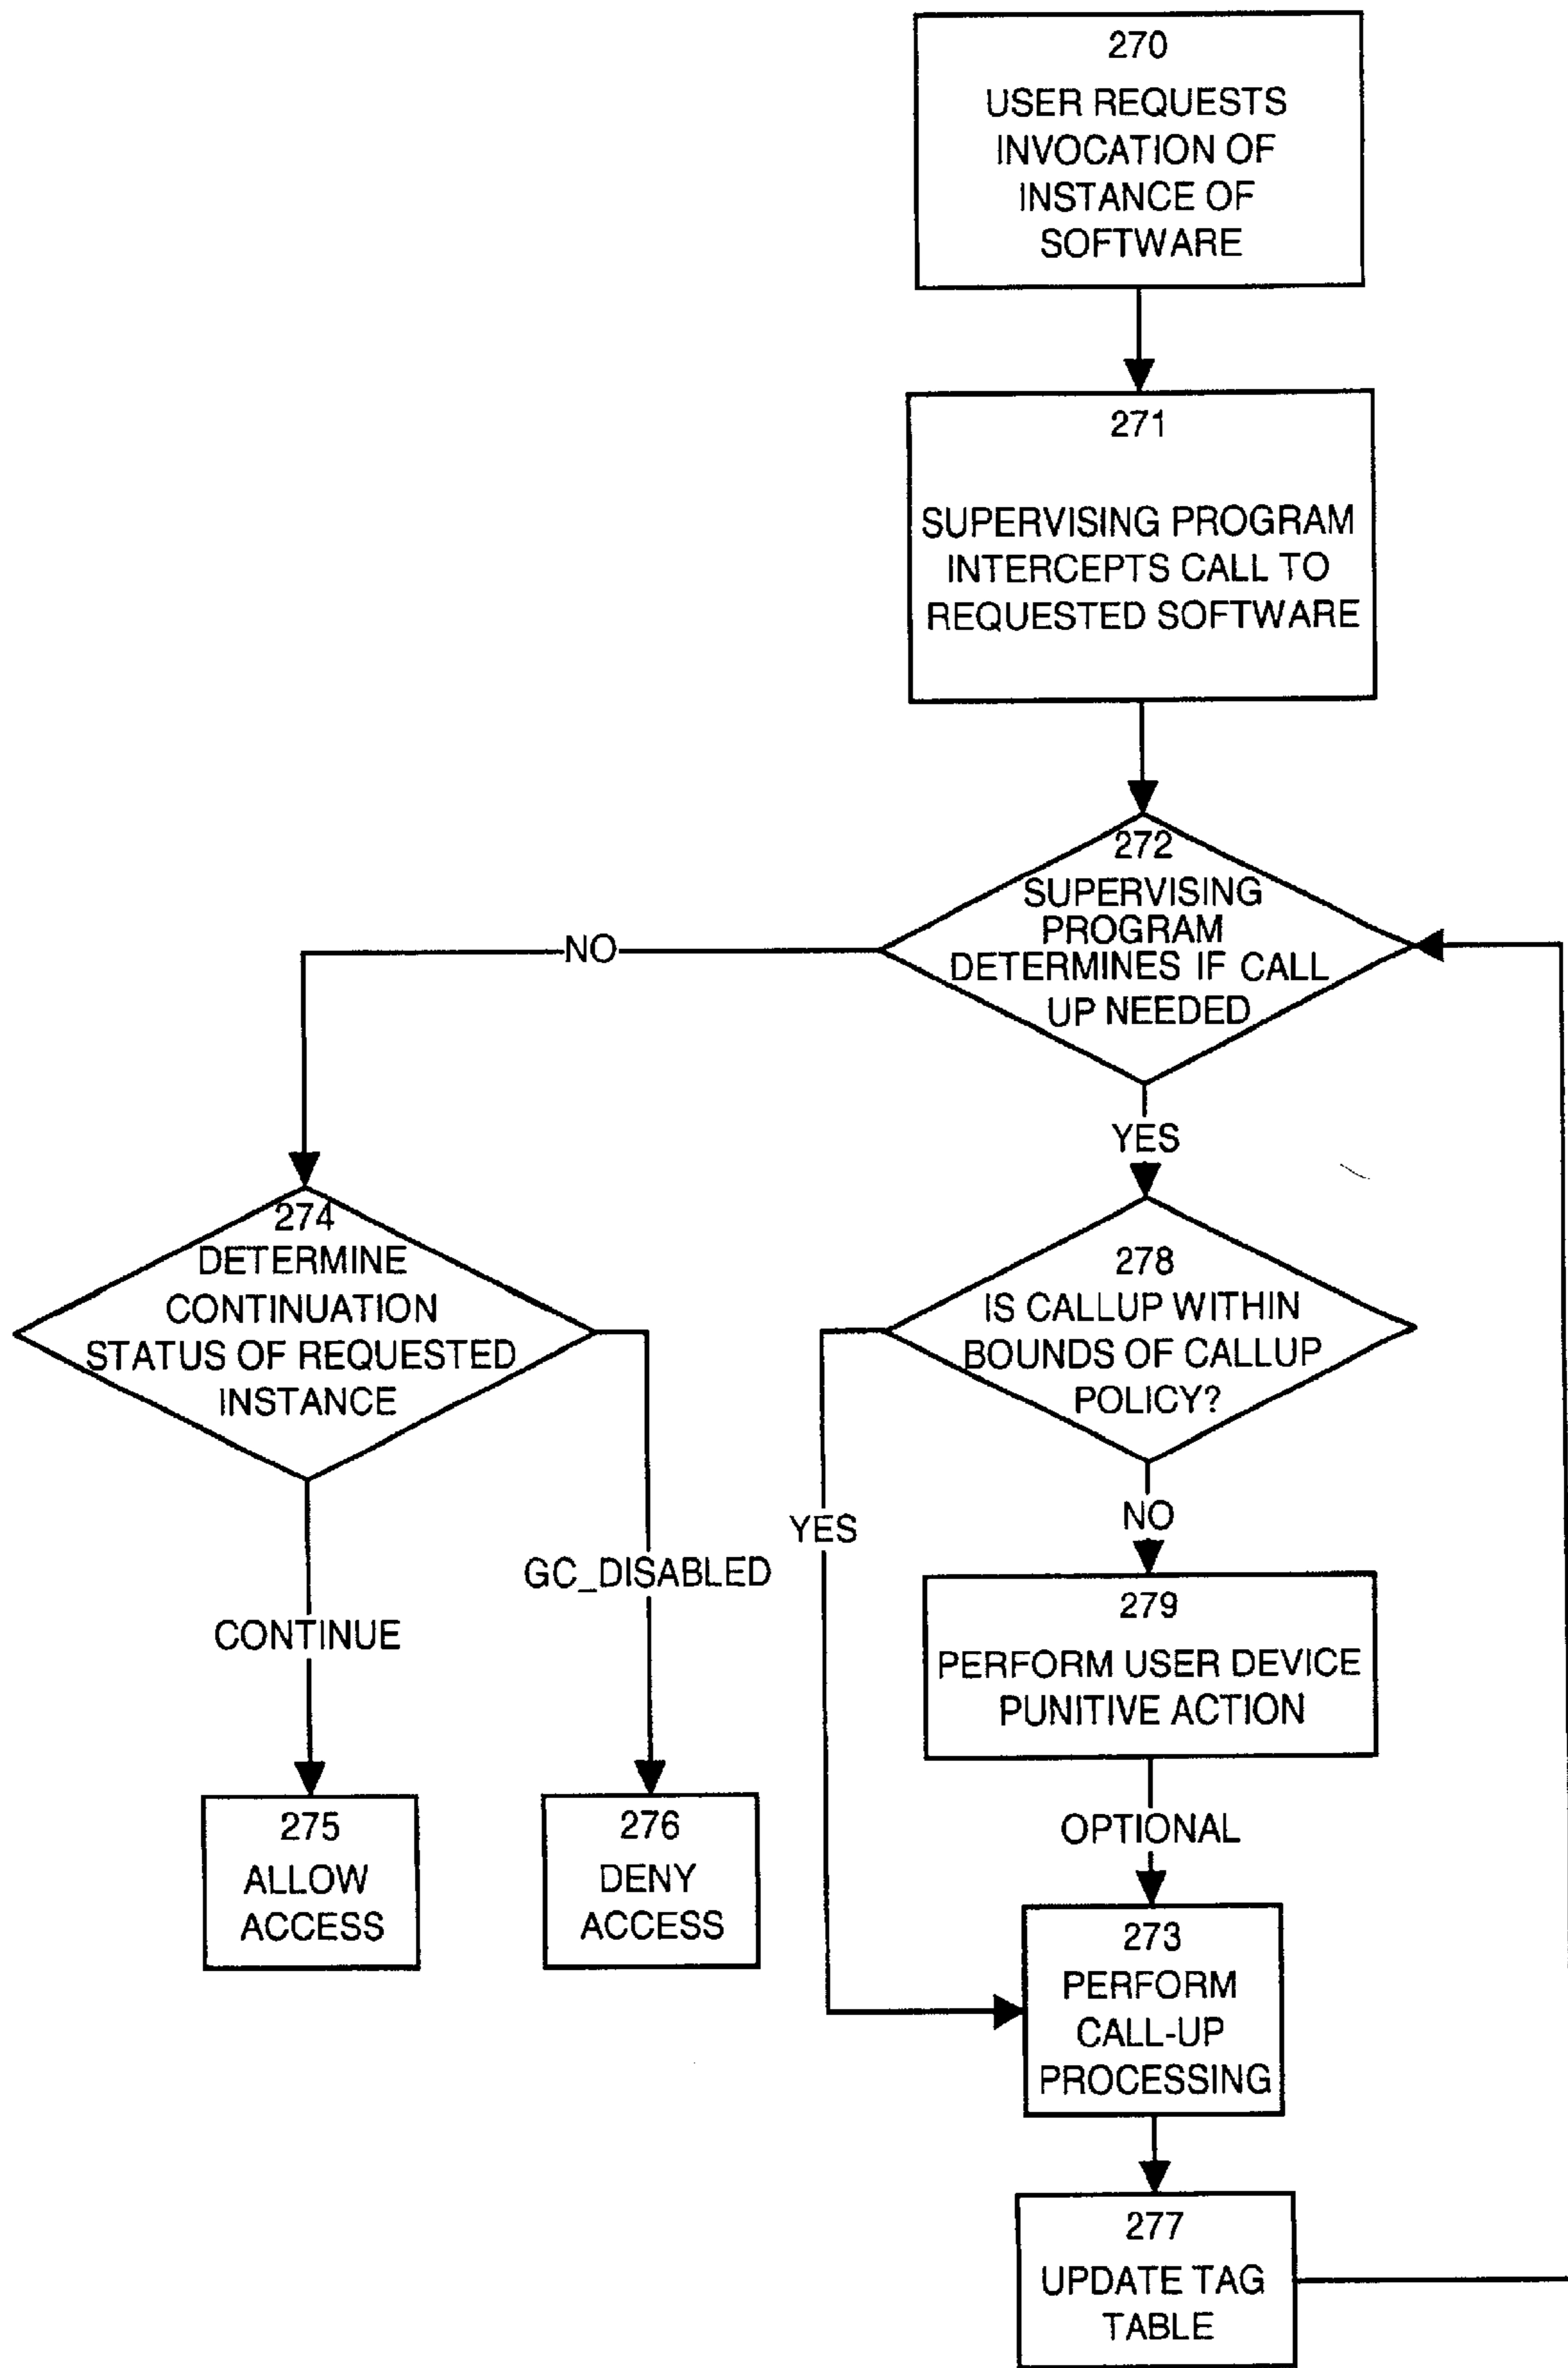 270
USER REQUESTS
INVOCATION OF
INSTANCE OF
SOFTWARE
271
SUPERVISING PROGRAM
INTERCEPTS CALL TO
REQUESTED SOFTWARE
272
SUPERVISING
PROGRAM
DETERMINES IF CALL
UP NEEDED
NO
YES
274
DETERMINE
CONTINUATION
STATUS OF REQUESTED
INSTANCE
278
IS CALLUP WITHIN
BOUNDS OF CALLUP
POLICY?
YES
NO
GC_DISABLED
CONTINUE
279
PERFORM USER DEVICE
PUNITIVE ACTION
OPTIONAL
275
ALLOW
ACCESS
276
DENY
ACCESS
273
PERFORM
CALL-UP
PROCESSING
277
UPDATE TAG
TABLE